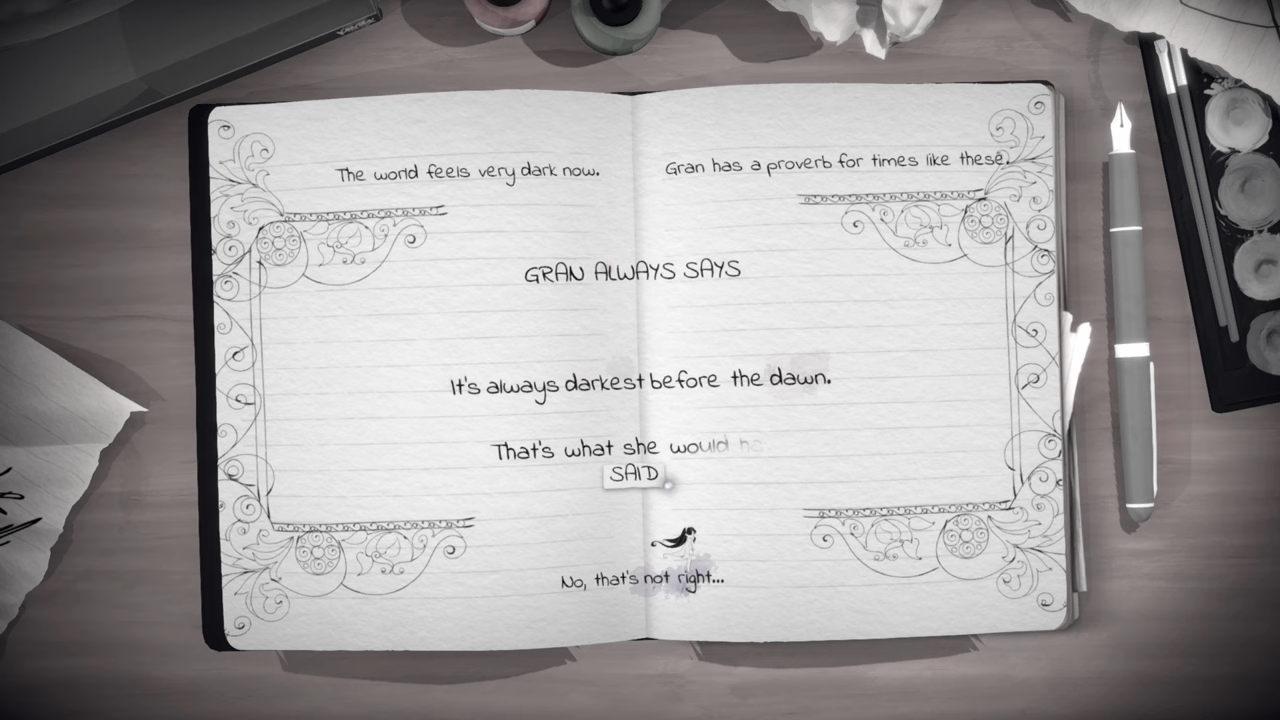 The world feels very dark now.
Gran has a proverb for times like these.
GRAN ALWAYS SAYS
It's always darkest before the dawn.
That's what she would
SAID
No, that's not right...